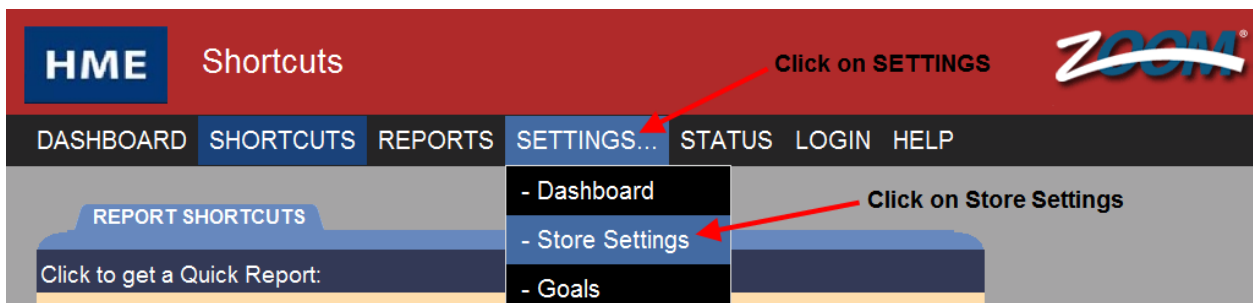 HME Shortcuts Click on SETTINGS ZOOM®
DASHBOARD SHORTCUTS REPORTS SETTINGS... STATUS LOGIN HELP
- Dashboard
REPORT SHORTCUTS
Click on Store Settings
- Store Settings
Click to get a Quick Report:
- Goals